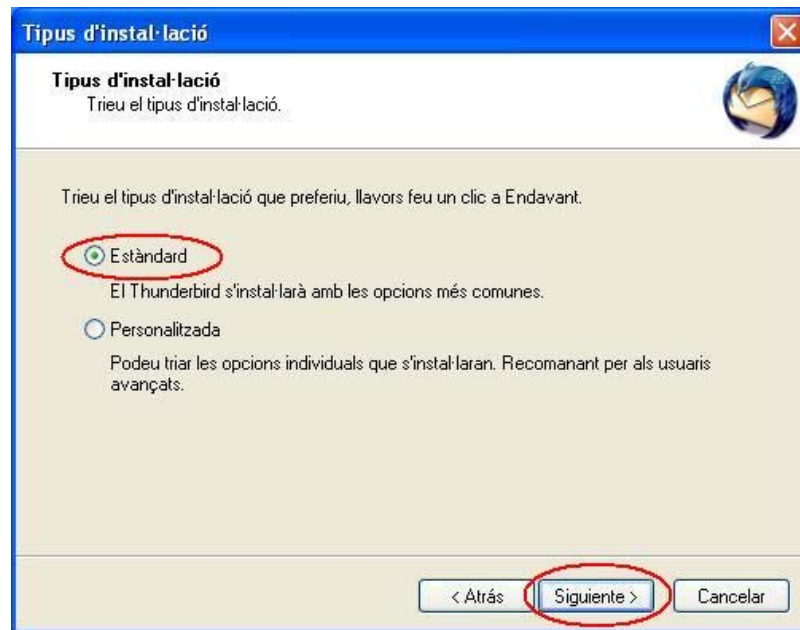 Tipus d'instal·lació
Tipus d'instal·lació
Trieu el tipus d'instal·lació.
Trieu el tipus d'instal·lació que preferiu, llavors feu un clic a Endavant.
Estàndard
El Thunderbird s'instal·larà amb les opcions més comunes.
Personalitzada
Podeu triar les opcions individuals que s'instal·laran. Recomanant per als usuaris
avançats.
< Atrás Siguiente > Cancelar